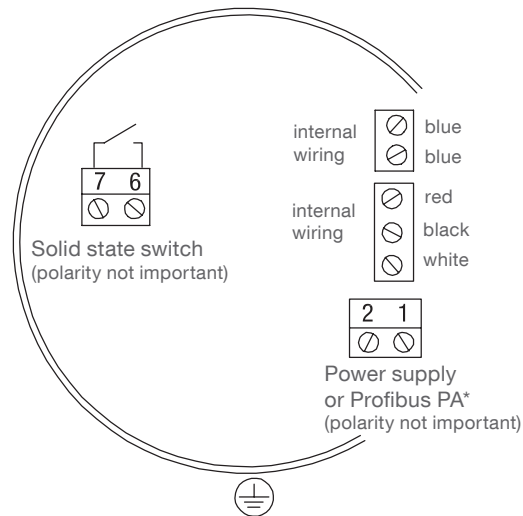 internal
wiring
blue
blue
7 6
internal
wiring
red
black
white
Solid state switch
(polarity not important)
2 1
Power supply
or Profibus PA*
(polarity not important)